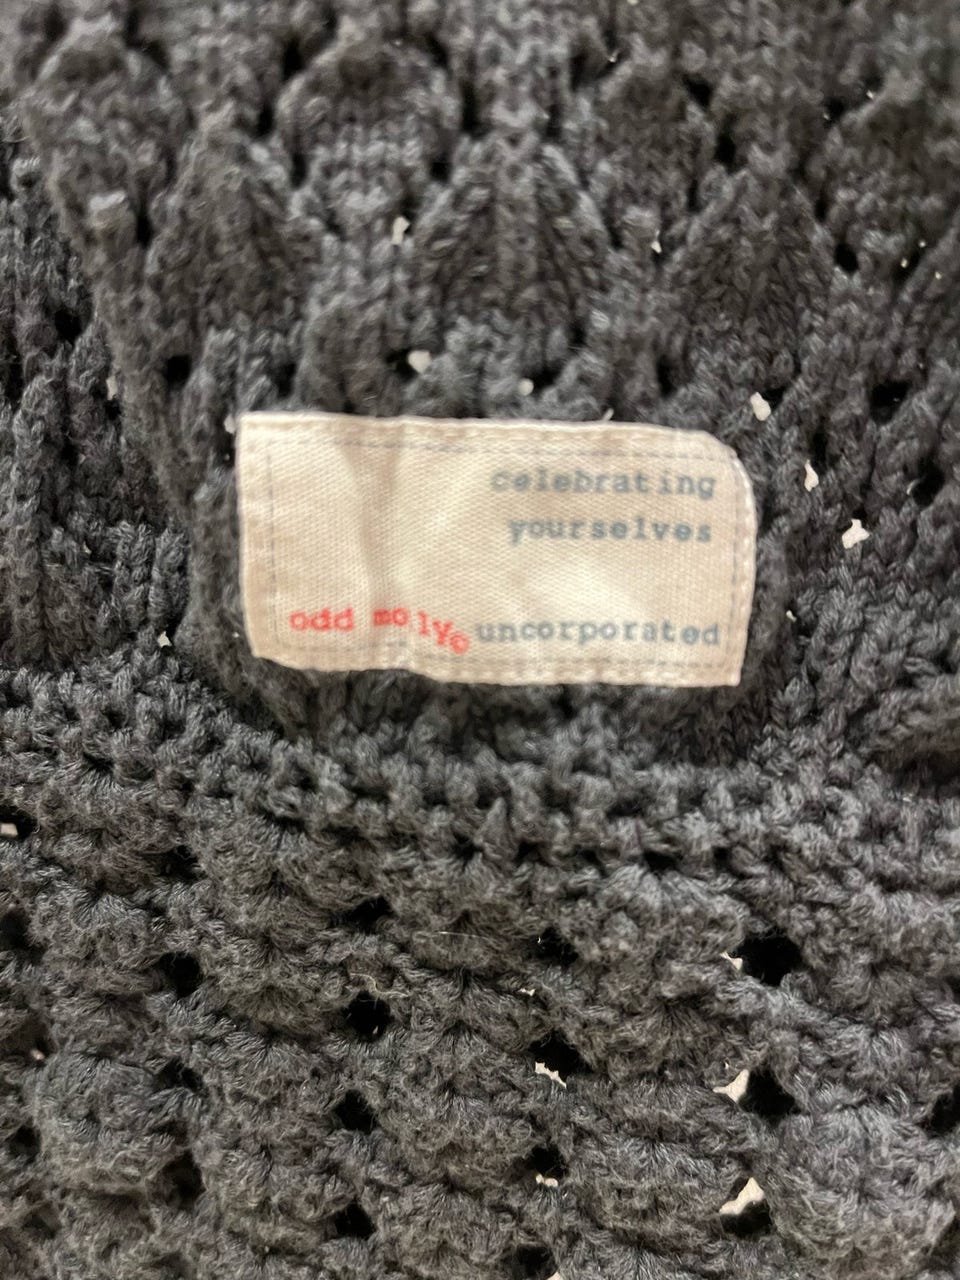 celebrating
yourselves
odd molly© uncorporated